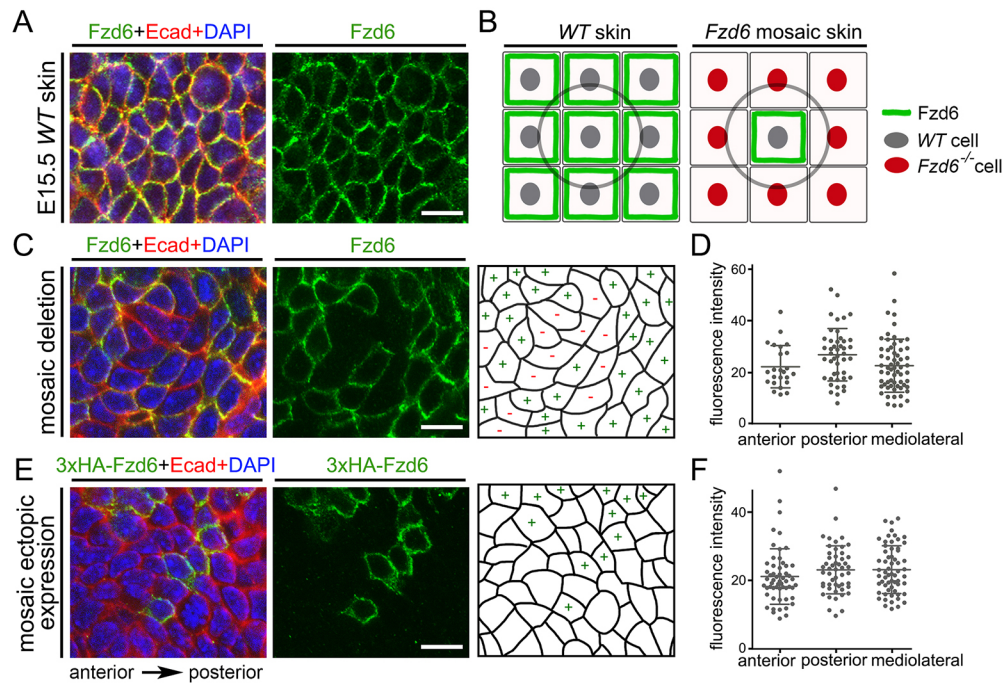 A
Fzd6+Ecad+DAPI
Fzd6
E15.5 WT skin
B
WT skin
Fzd6 mosaic skin
Fzd6
WT cell
Fzd6-/- cell
C
Fzd6+Ecad+DAPI
Fzd6
mosaic deletion
D
fluorescence intensity
60
40
20
0
anterior posterior mediolateral
E
3xHA-Fzd6+Ecad+DAPI
3xHA-Fzd6
mosaic ectopic
expression
anterior → posterior
F
fluorescence intensity
40
20
0
anterior posterior mediolateral